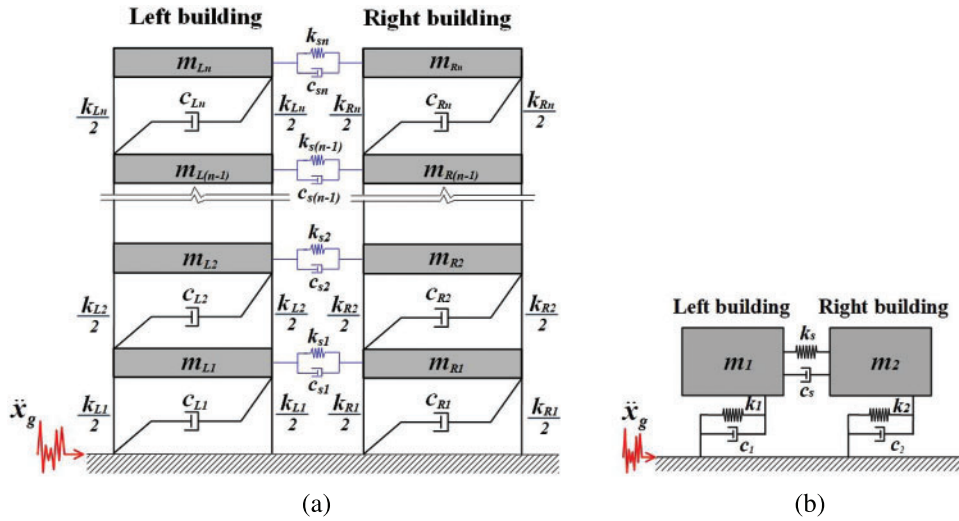 Left building Right building
k_sn
m_Ln m_Rn
c_sn
k_Ln/2 c_Ln k_Ln/2 k_Rn/2 c_Rn k_Rn/2
k_s(n-1)
m_L(n-1) m_R(n-1)
c_s(n-1)
k_s2
m_L2 m_R2
c_s2
k_L2/2 c_L2 k_L2/2 k_R2/2 c_R2 k_R2/2
k_s1
m_L1 m_R1
c_s1
k_L1/2 c_L1 k_L1/2 k_R1/2 c_R1 k_R1/2
ẍ_g
(a)
Left building Right building
k_s
m_1 m_2
c_s
k_1 k_2
c_1 c_2
ẍ_g
(b)